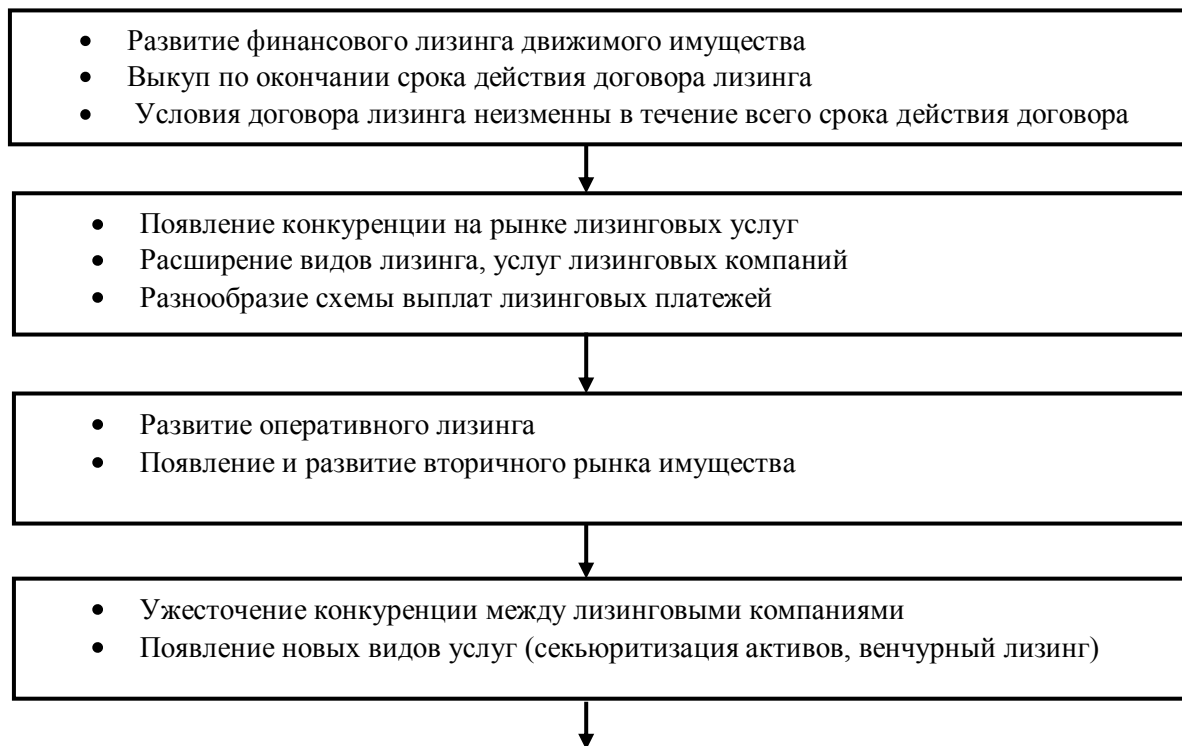 • Развитие финансового лизинга движимого имущества
• Выкуп по окончании срока действия договора лизинга
• Условия договора лизинга неизменны в течение всего срока действия договора
• Появление конкуренции на рынке лизинговых услуг
• Расширение видов лизинга, услуг лизинговых компаний
• Разнообразие схемы выплат лизинговых платежей
• Развитие оперативного лизинга
• Появление и развитие вторичного рынка имущества
• Ужесточение конкуренции между лизинговыми компаниями
• Появление новых видов услуг (секьюритизация активов, венчурный лизинг)